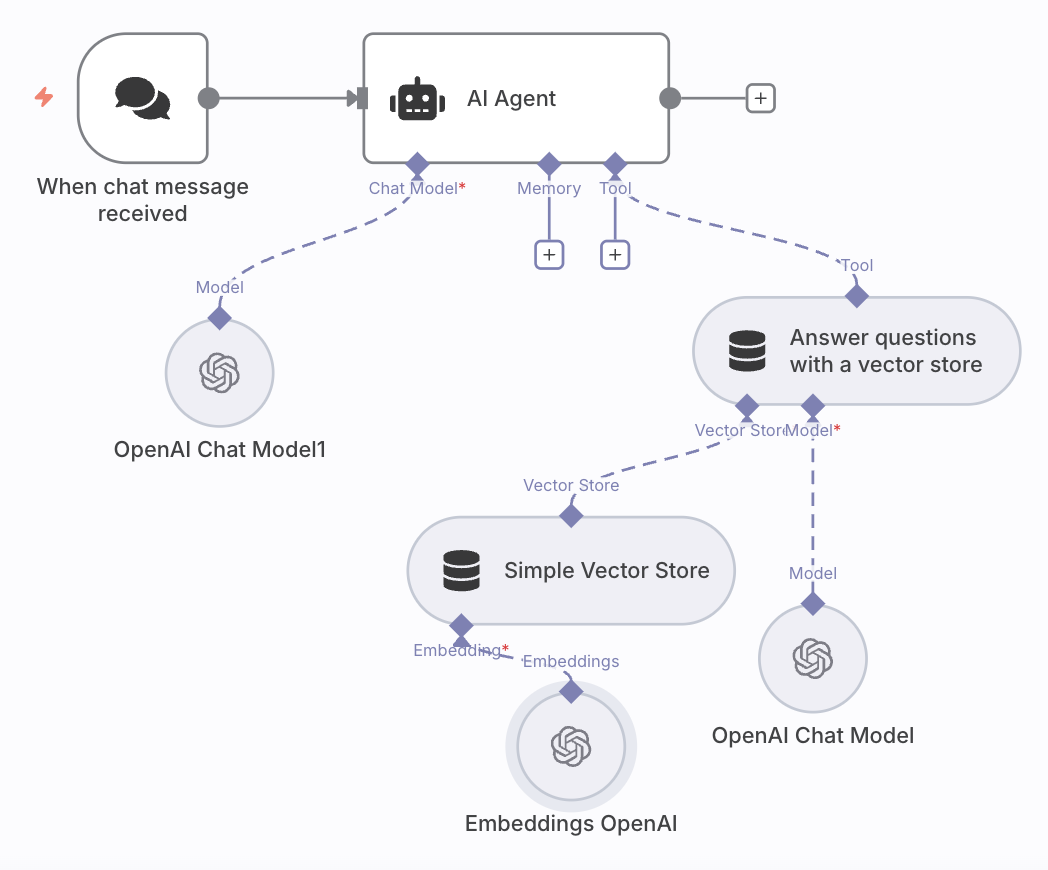 AI Agent
When chat message
received
Chat Model*
Memory
Tool
Tool
Model
Answer questions
with a vector store
OpenAI Chat Model1
Vector Store
Model*
Vector Store
Simple Vector Store
Model
Embedding*
Embeddings
OpenAI Chat Model
Embeddings OpenAI